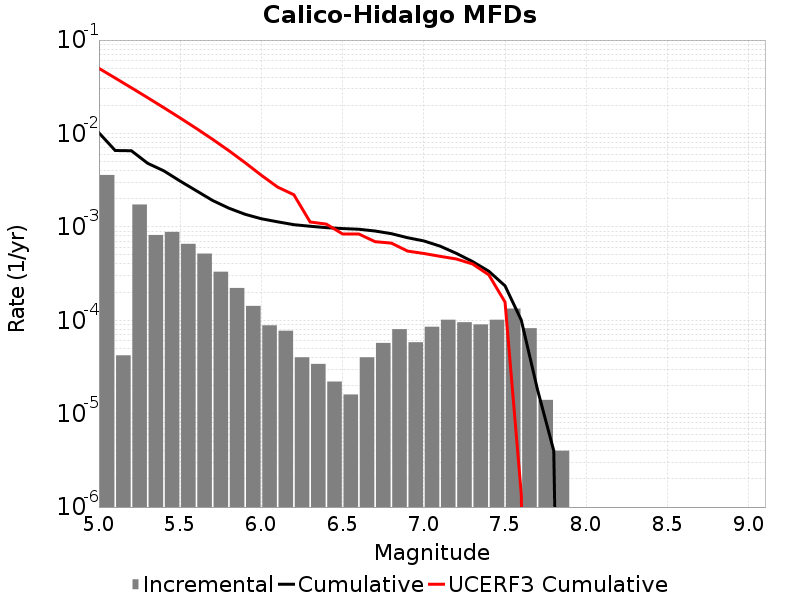 Calico-Hidalgo MFDs
10^-1
10^-2
10^-3
10^-4
10^-5
10^-6
Rate (1/yr)
5.0 5.5 6.0 6.5 7.0 7.5 8.0 8.5 9.0
Magnitude
Incremental Cumulative UCERF3 Cumulative